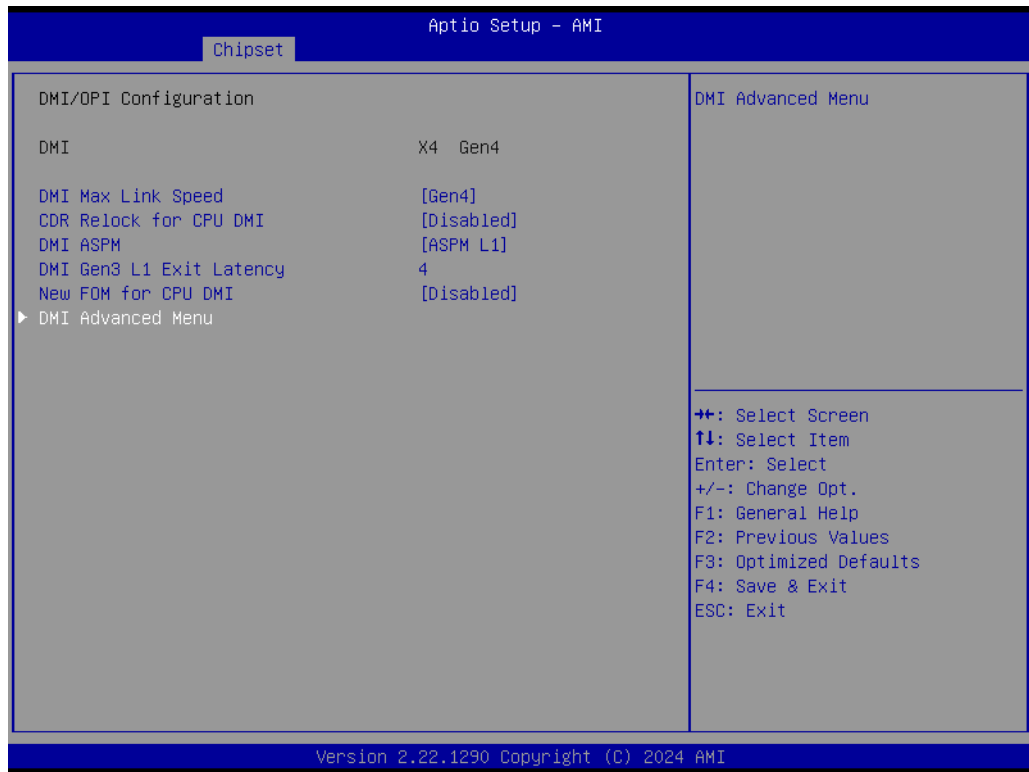 Aptio Setup – AMI
Chipset
DMI/OPI Configuration
DMI X4 Gen4
DMI Max Link Speed [Gen4]
CDR Relock for CPU DMI [Disabled]
DMI ASPM [ASPM L1]
DMI Gen3 L1 Exit Latency 4
New FOM for CPU DMI [Disabled]
▶ DMI Advanced Menu
DMI Advanced Menu
→←: Select Screen
↑↓: Select Item
Enter: Select
+/-: Change Opt.
F1: General Help
F2: Previous Values
F3: Optimized Defaults
F4: Save & Exit
ESC: Exit
Version 2.22.1290 Copyright (C) 2024 AMI